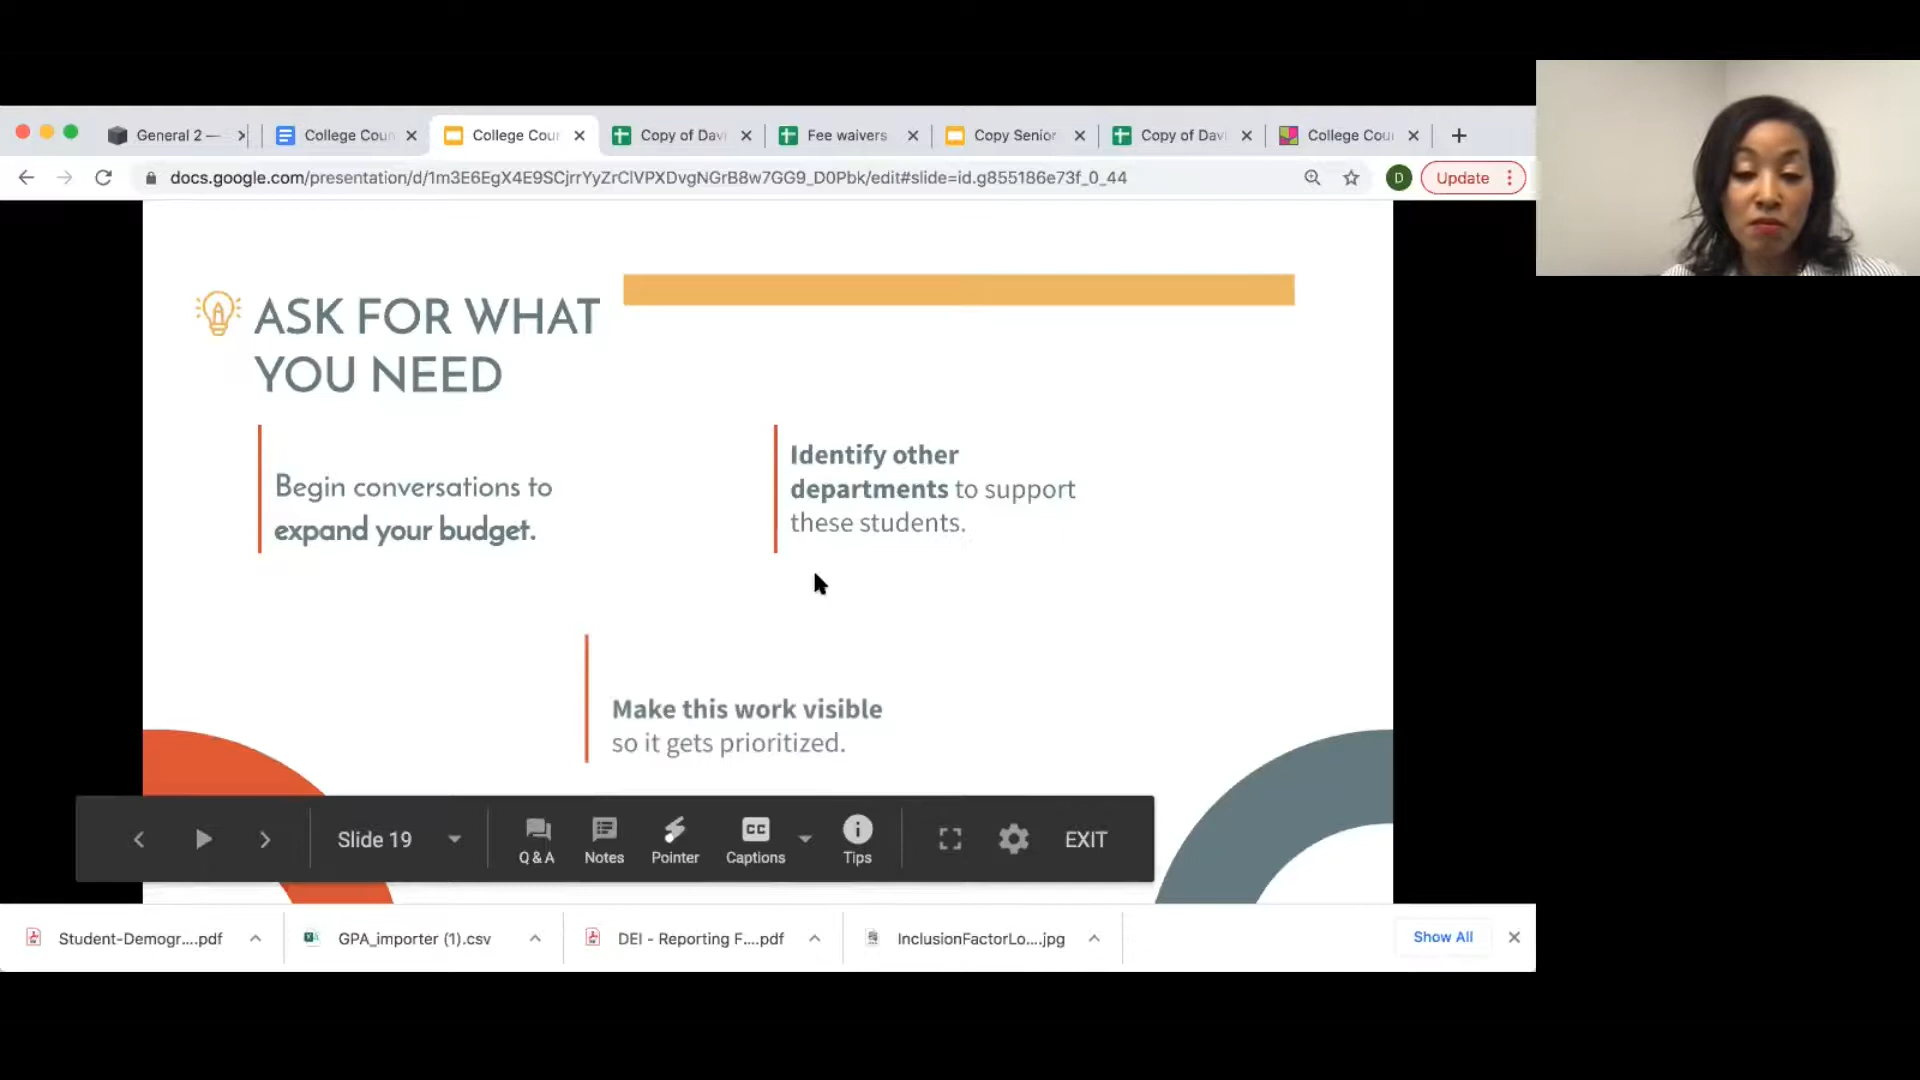 General 2 —
College Coun
College Cour
Copy of Davi
Fee waivers
Copy Senior
Copy of Davi
College Cou
docs.google.com/presentation/d/1m3E6EgX4E9SCjrrYyZrClVPXDvgNGrB8w7GG9_D0Pbk/edit#slide=id.g855186e73f_0_44
D
Update
ASK FOR WHAT
YOU NEED
Begin conversations to
expand your budget.
Identify other
departments to support
these students.
Make this work visible
so it gets prioritized.
Slide 19
Q & A
Notes
Pointer
CC
Captions
Tips
EXIT
Student-Demogr....pdf
GPA_importer (1).csv
DEI - Reporting F....pdf
InclusionFactorLo....jpg
Show All